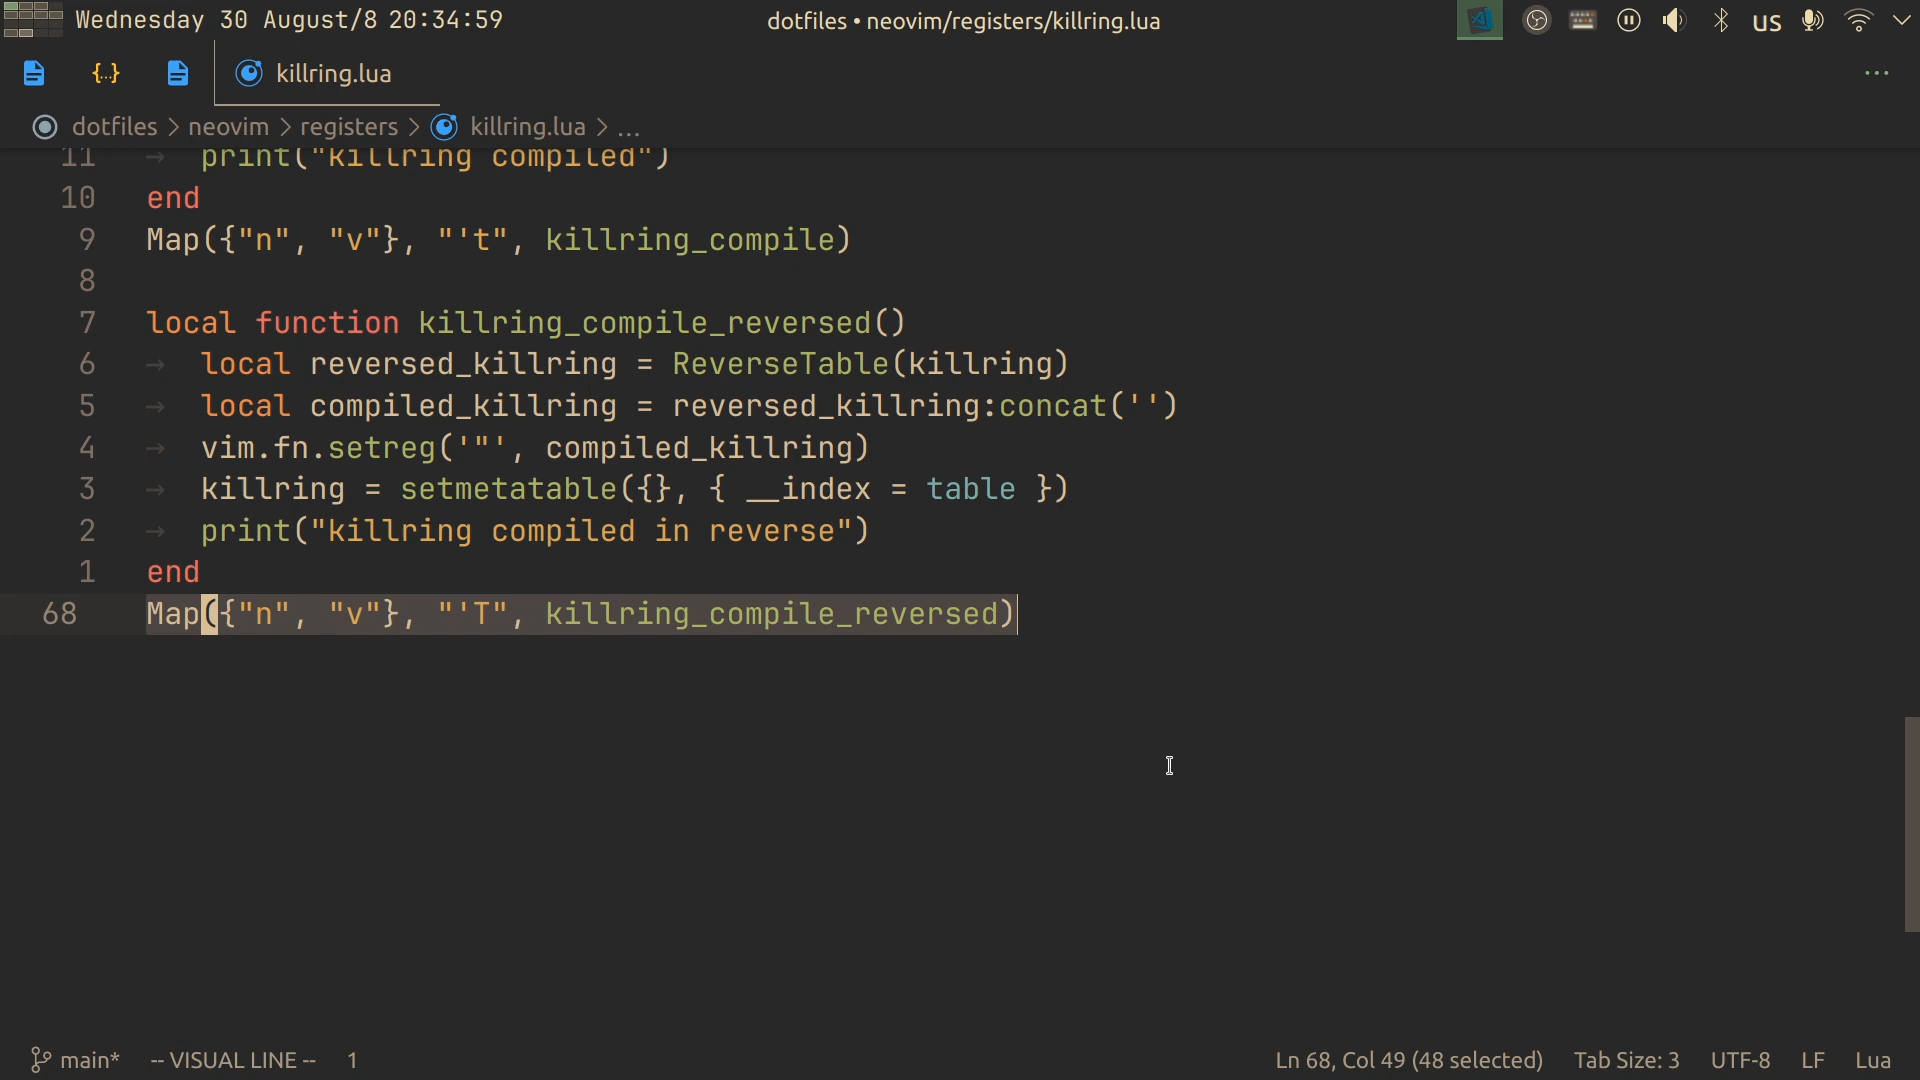 Wednesday 30 August/8 20:34:59
dotfiles • neovim/registers/killring.lua
us
{..}
killring.lua
...
dotfiles > neovim > registers > killring.lua > ...
11 → print("killring compiled")
10 end
9 Map({"n", "v"}, "'t", killring_compile)
8
7 local function killring_compile_reversed()
6 → local reversed_killring = ReverseTable(killring)
5 → local compiled_killring = reversed_killring:concat('')
4 → vim.fn.setreg('"', compiled_killring)
3 → killring = setmetatable({}, { __index = table })
2 → print("killring compiled in reverse")
1 end
68 Map({"n", "v"}, "'T", killring_compile_reversed)
main* -- VISUAL LINE -- 1
Ln 68, Col 49 (48 selected) Tab Size: 3 UTF-8 LF Lua